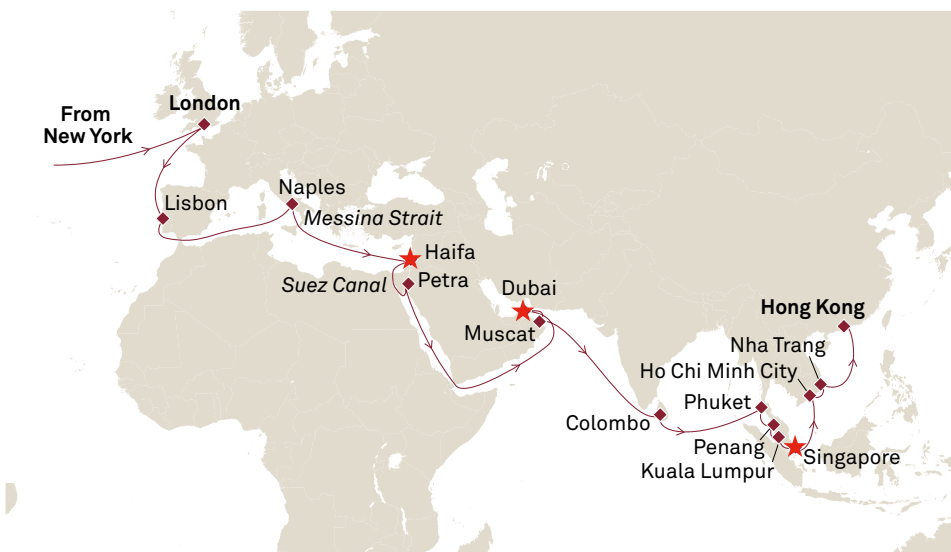 From
New York
London
Lisbon
Naples
Messina Strait
Haifa
Suez Canal
Petra
Dubai
Muscat
Hong Kong
Nha Trang
Ho Chi Minh City
Phuket
Colombo
Penang
Kuala Lumpur
Singapore